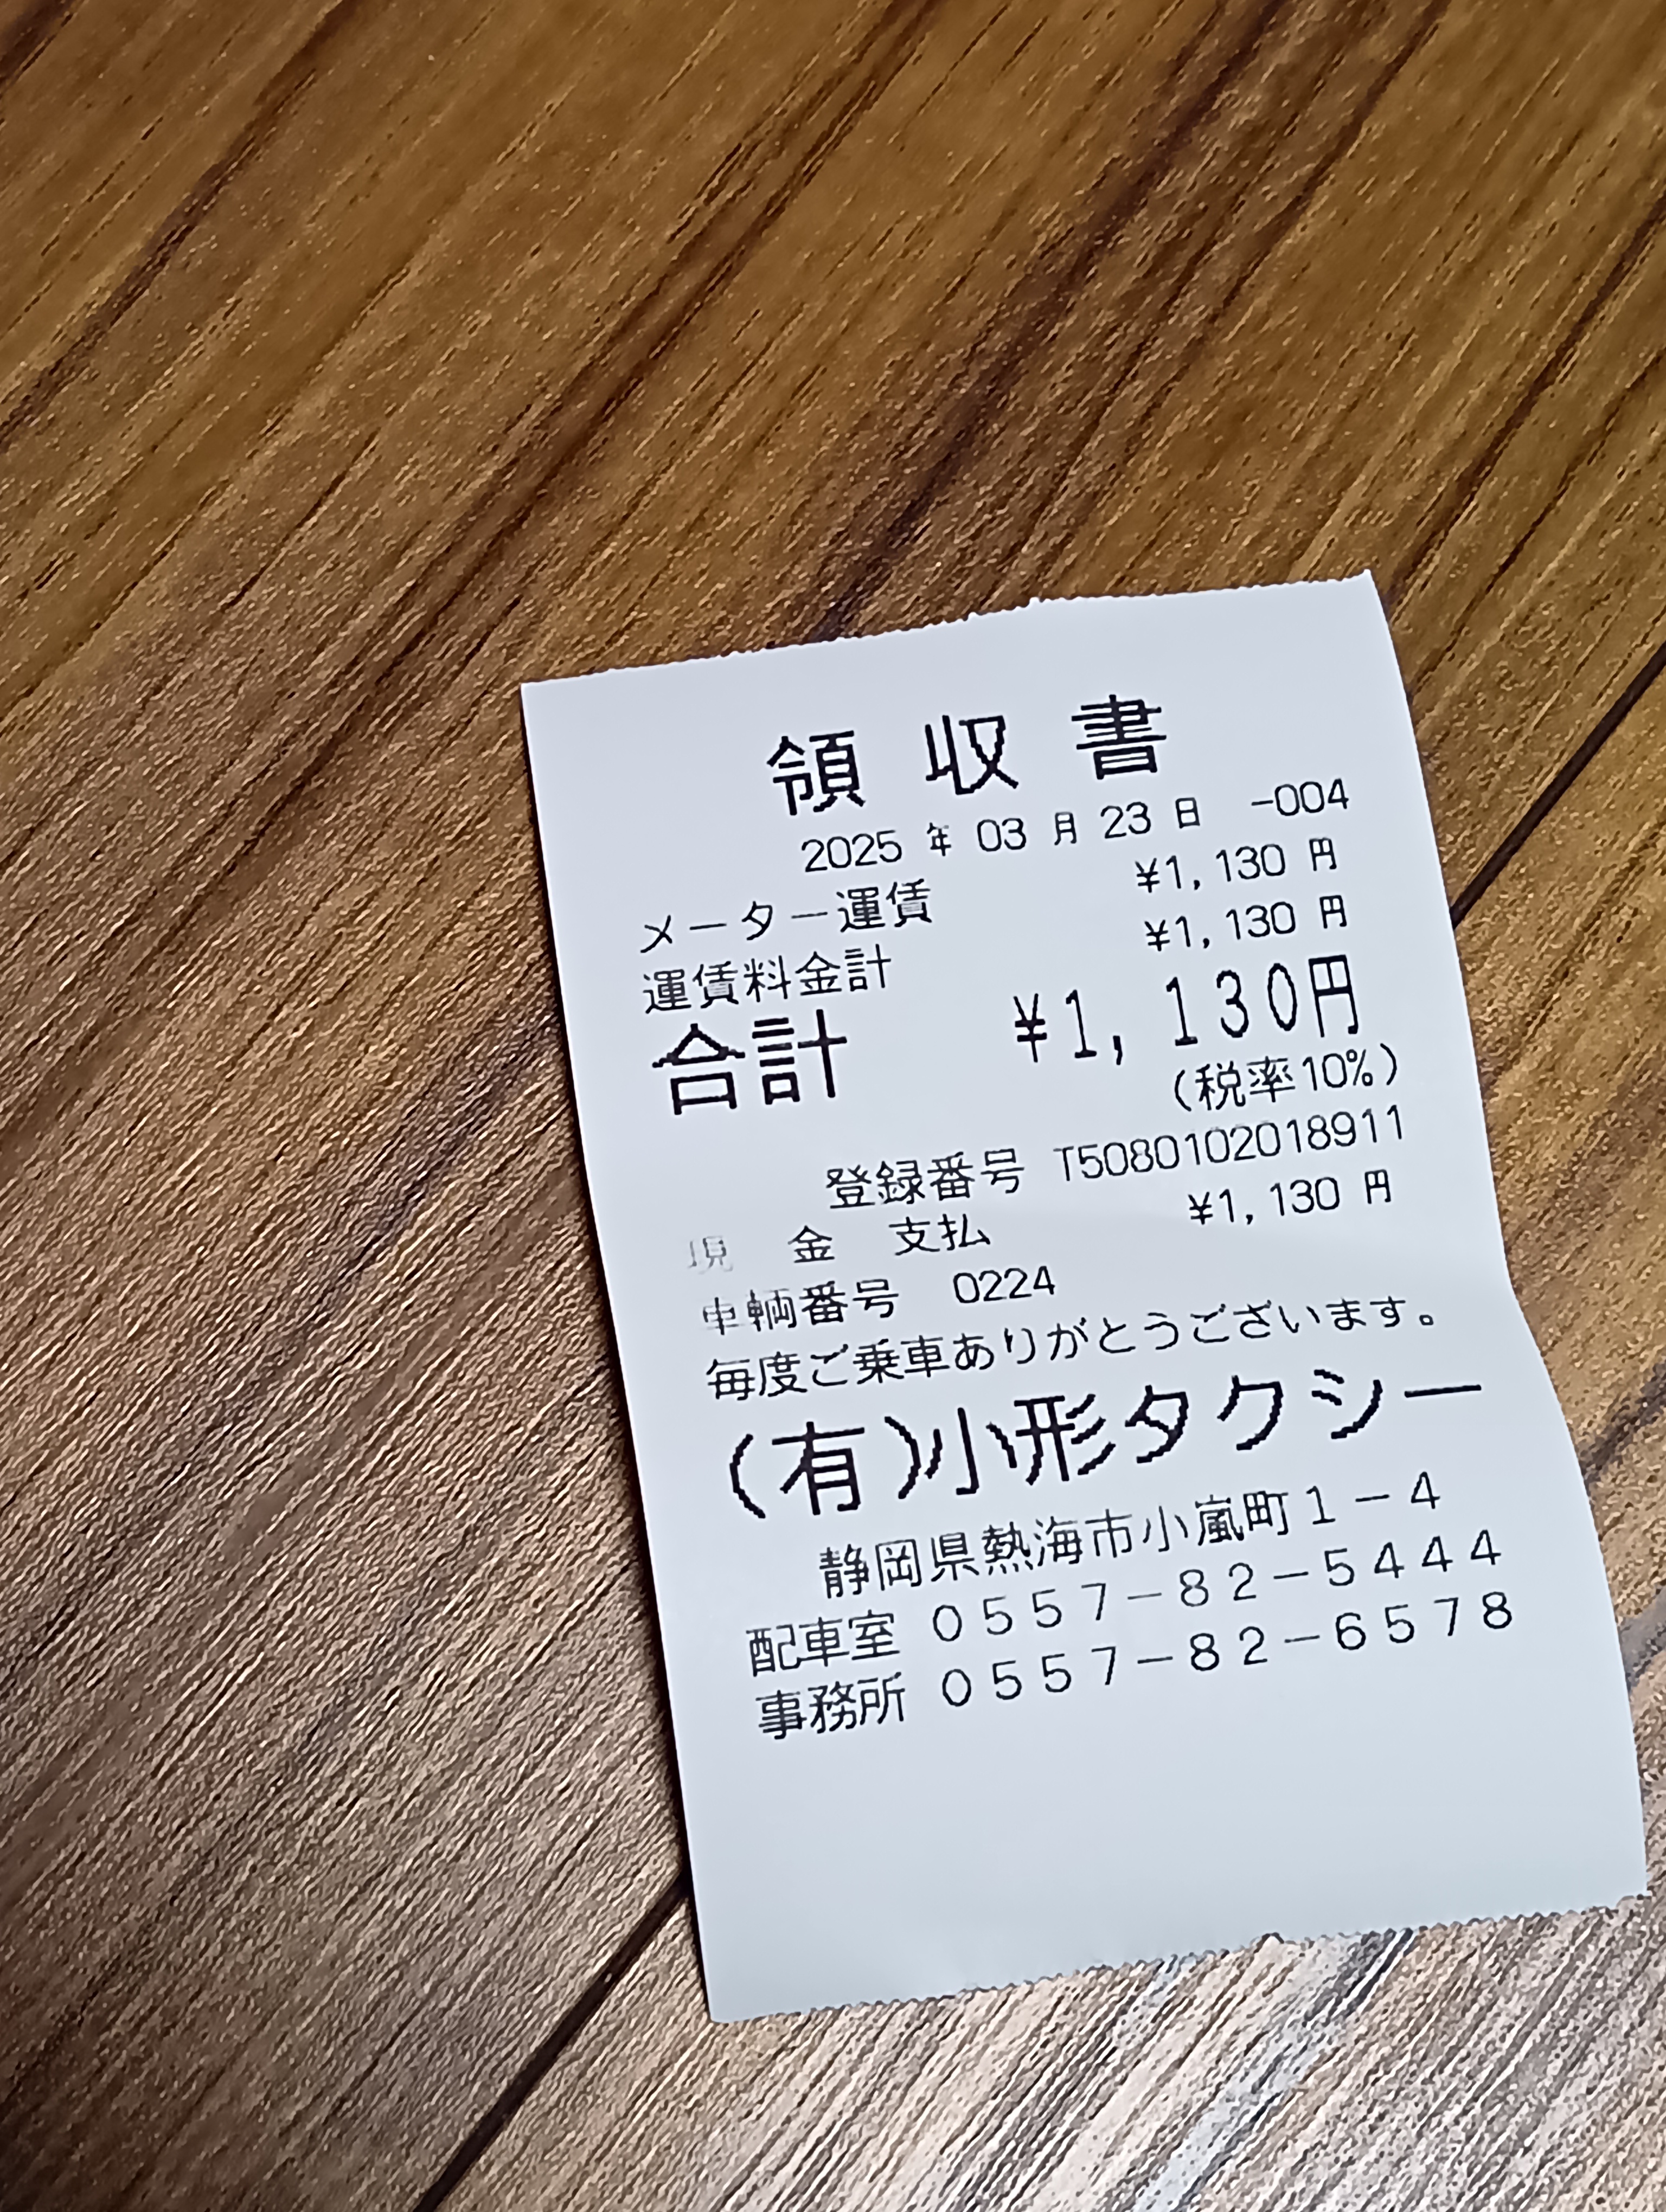 領収書
2025 年 03 月 23 日 -004
メーター運賃 ¥1,130 円
運賃料金計 ¥1,130 円
合計 ¥1,130円
(税率10%)
登録番号 T5080102018911
現 金 支払 ¥1,130 円
車輌番号 0224
毎度ご乗車ありがとうございます。
(有)小形タクシー
静岡県熱海市小嵐町1-4
配車室 0557-82-5444
事務所 0557-82-6578